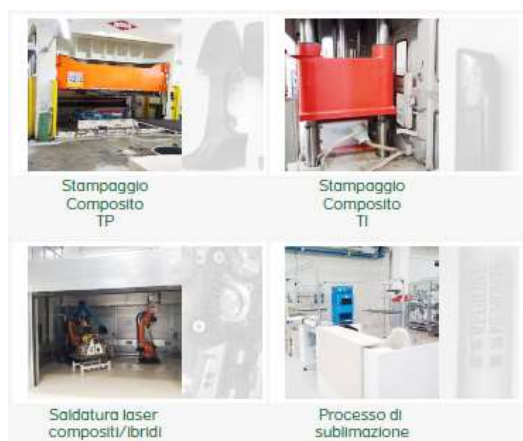 Stampaggio
Composito
TP
Stampaggio
Composito
TI
Saldatura laser
compositi/ibridi
Processo di
sublimazione